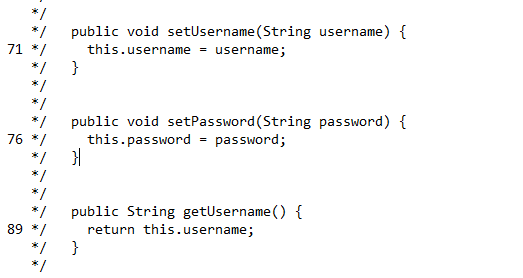 */
*/   public void setUsername(String username) {
71 */     this.username = username;
*/   }
*/
*/
*/   public void setPassword(String password) {
76 */     this.password = password;
*/   }
*/
*/
*/   public String getUsername() {
89 */     return this.username;
*/   }
*/